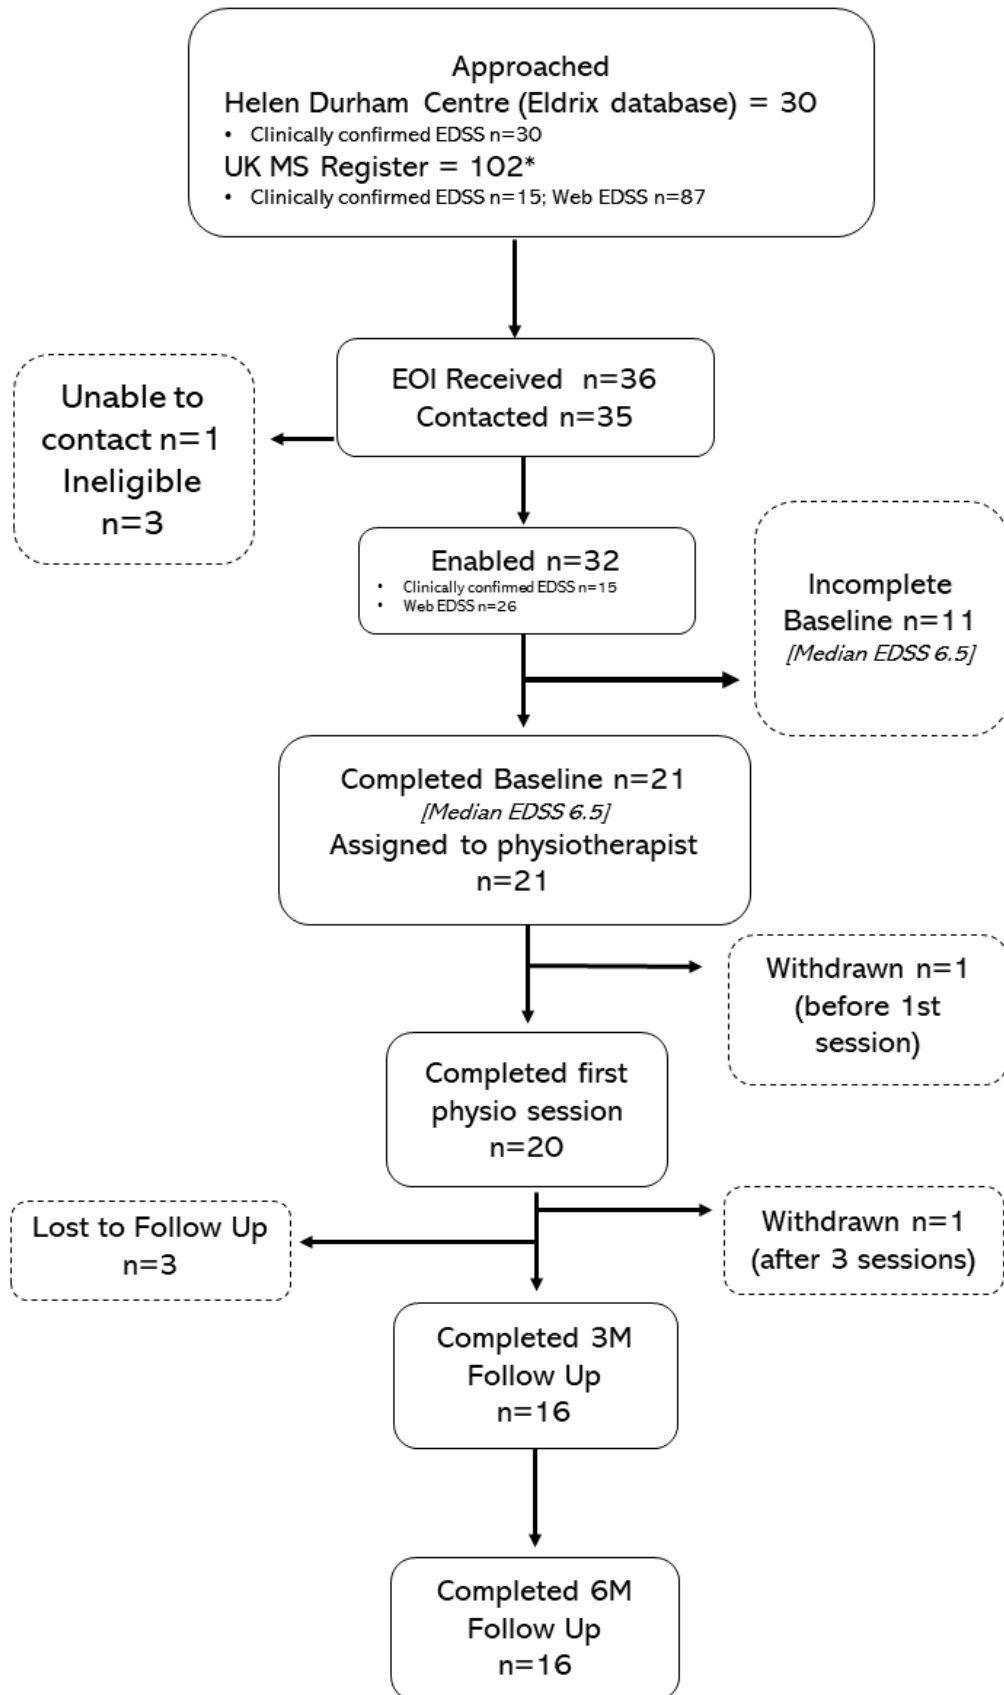 Approached
Helen Durham Centre (Eldrix database) = 30
• Clinically confirmed EDSS n=30
UK MS Register = 102*
• Clinically confirmed EDSS n=15; Web EDSS n=87
EOI Received n=36
Contacted n=35
Unable to
contact n=1
Ineligible
n=3
Enabled n=32
• Clinically confirmed EDSS n=15
• Web EDSS n=26
Incomplete
Baseline n=11
[Median EDSS 6.5]
Completed Baseline n=21
[Median EDSS 6.5]
Assigned to physiotherapist
n=21
Withdrawn n=1
(before 1st
session)
Completed first
physio session
n=20
Lost to Follow Up
n=3
Withdrawn n=1
(after 3 sessions)
Completed 3M
Follow Up
n=16
Completed 6M
Follow Up
n=16